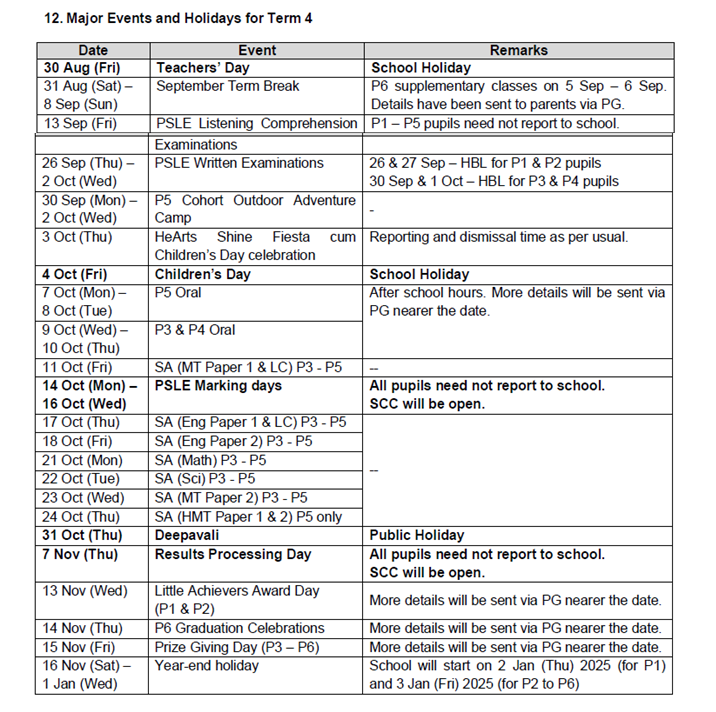 12. Major Events and Holidays for Term 4
Date Event Remarks
30 Aug (Fri) Teachers' Day School Holiday
31 Aug (Sat) – September Term Break P6 supplementary classes on 5 Sep – 6 Sep.
8 Sep (Sun) Details have been sent to parents via PG.
13 Sep (Fri) PSLE Listening Comprehension P1 – P5 pupils need not report to school.
Examinations
26 Sep (Thu) – PSLE Written Examinations 26 & 27 Sep – HBL for P1 & P2 pupils
2 Oct (Wed) 30 Sep & 1 Oct – HBL for P3 & P4 pupils
30 Sep (Mon) – P5 Cohort Outdoor Adventure -
2 Oct (Wed) Camp
3 Oct (Thu) HeArts Shine Fiesta cum Reporting and dismissal time as per usual.
Children's Day celebration
4 Oct (Fri) Children's Day School Holiday
7 Oct (Mon) – P5 Oral After school hours. More details will be sent via
8 Oct (Tue) PG nearer the date.
9 Oct (Wed) – P3 & P4 Oral
10 Oct (Thu)
11 Oct (Fri) SA (MT Paper 1 & LC) P3 - P5 --
14 Oct (Mon) – PSLE Marking days All pupils need not report to school.
16 Oct (Wed) SCC will be open.
17 Oct (Thu) SA (Eng Paper 1 & LC) P3 - P5
18 Oct (Fri) SA (Eng Paper 2) P3 - P5
21 Oct (Mon) SA (Math) P3 - P5 --
22 Oct (Tue) SA (Sci) P3 - P5
23 Oct (Wed) SA (MT Paper 2) P3 - P5
24 Oct (Thu) SA (HMT Paper 1 & 2) P5 only
31 Oct (Thu) Deepavali Public Holiday
7 Nov (Thu) Results Processing Day All pupils need not report to school.
SCC will be open.
13 Nov (Wed) Little Achievers Award Day More details will be sent via PG nearer the date.
(P1 & P2)
14 Nov (Thu) P6 Graduation Celebrations More details will be sent via PG nearer the date.
15 Nov (Fri) Prize Giving Day (P3 – P6) More details will be sent via PG nearer the date.
16 Nov (Sat) – Year-end holiday School will start on 2 Jan (Thu) 2025 (for P1)
1 Jan (Wed) and 3 Jan (Fri) 2025 (for P2 to P6)